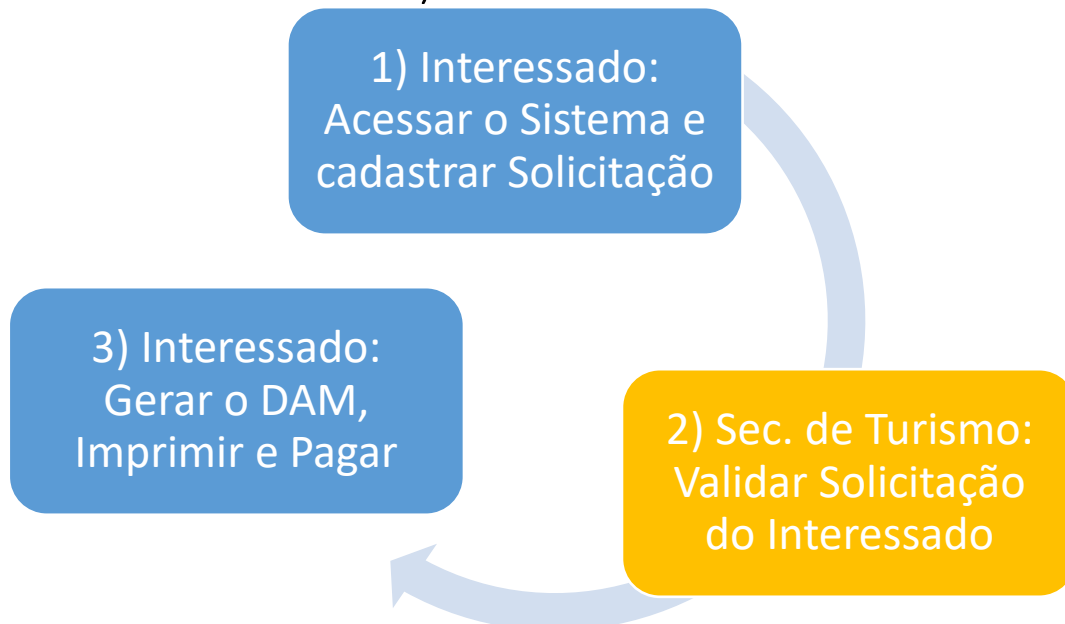 1) Interessado:
Acessar o Sistema e
cadastrar Solicitação
2) Sec. de Turismo:
Validar Solicitação
do Interessado
3) Interessado:
Gerar o DAM,
Imprimir e Pagar